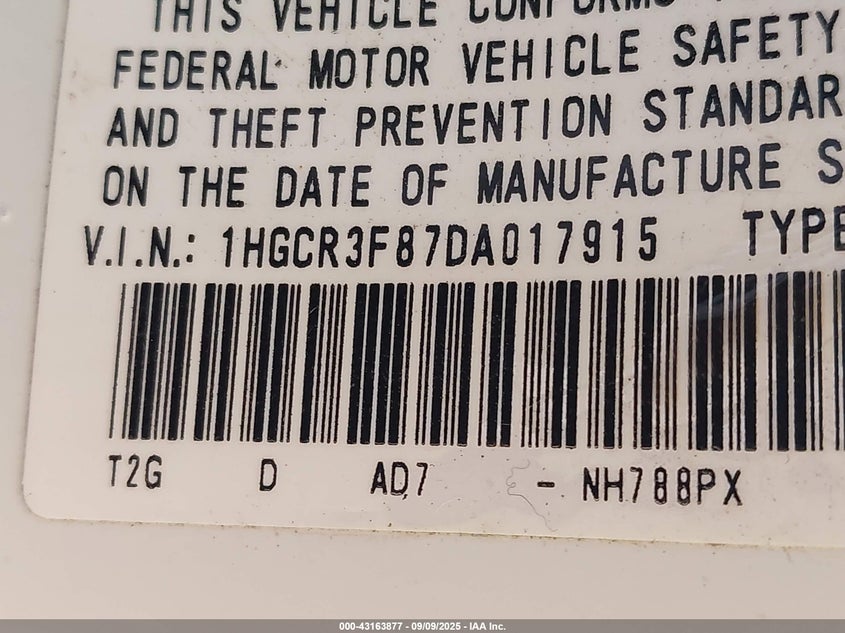 THIS VEHICLE CONFORMS
FEDERAL MOTOR VEHICLE SAFETY
AND THEFT PREVENTION STANDAR
ON THE DATE OF MANUFACTURE S
V.I.N.: 1HGCR3F87DA017915 TYPE
T2G D AD7 - NH788PX
000-43163877 - 09/09/2025 - IAA Inc.